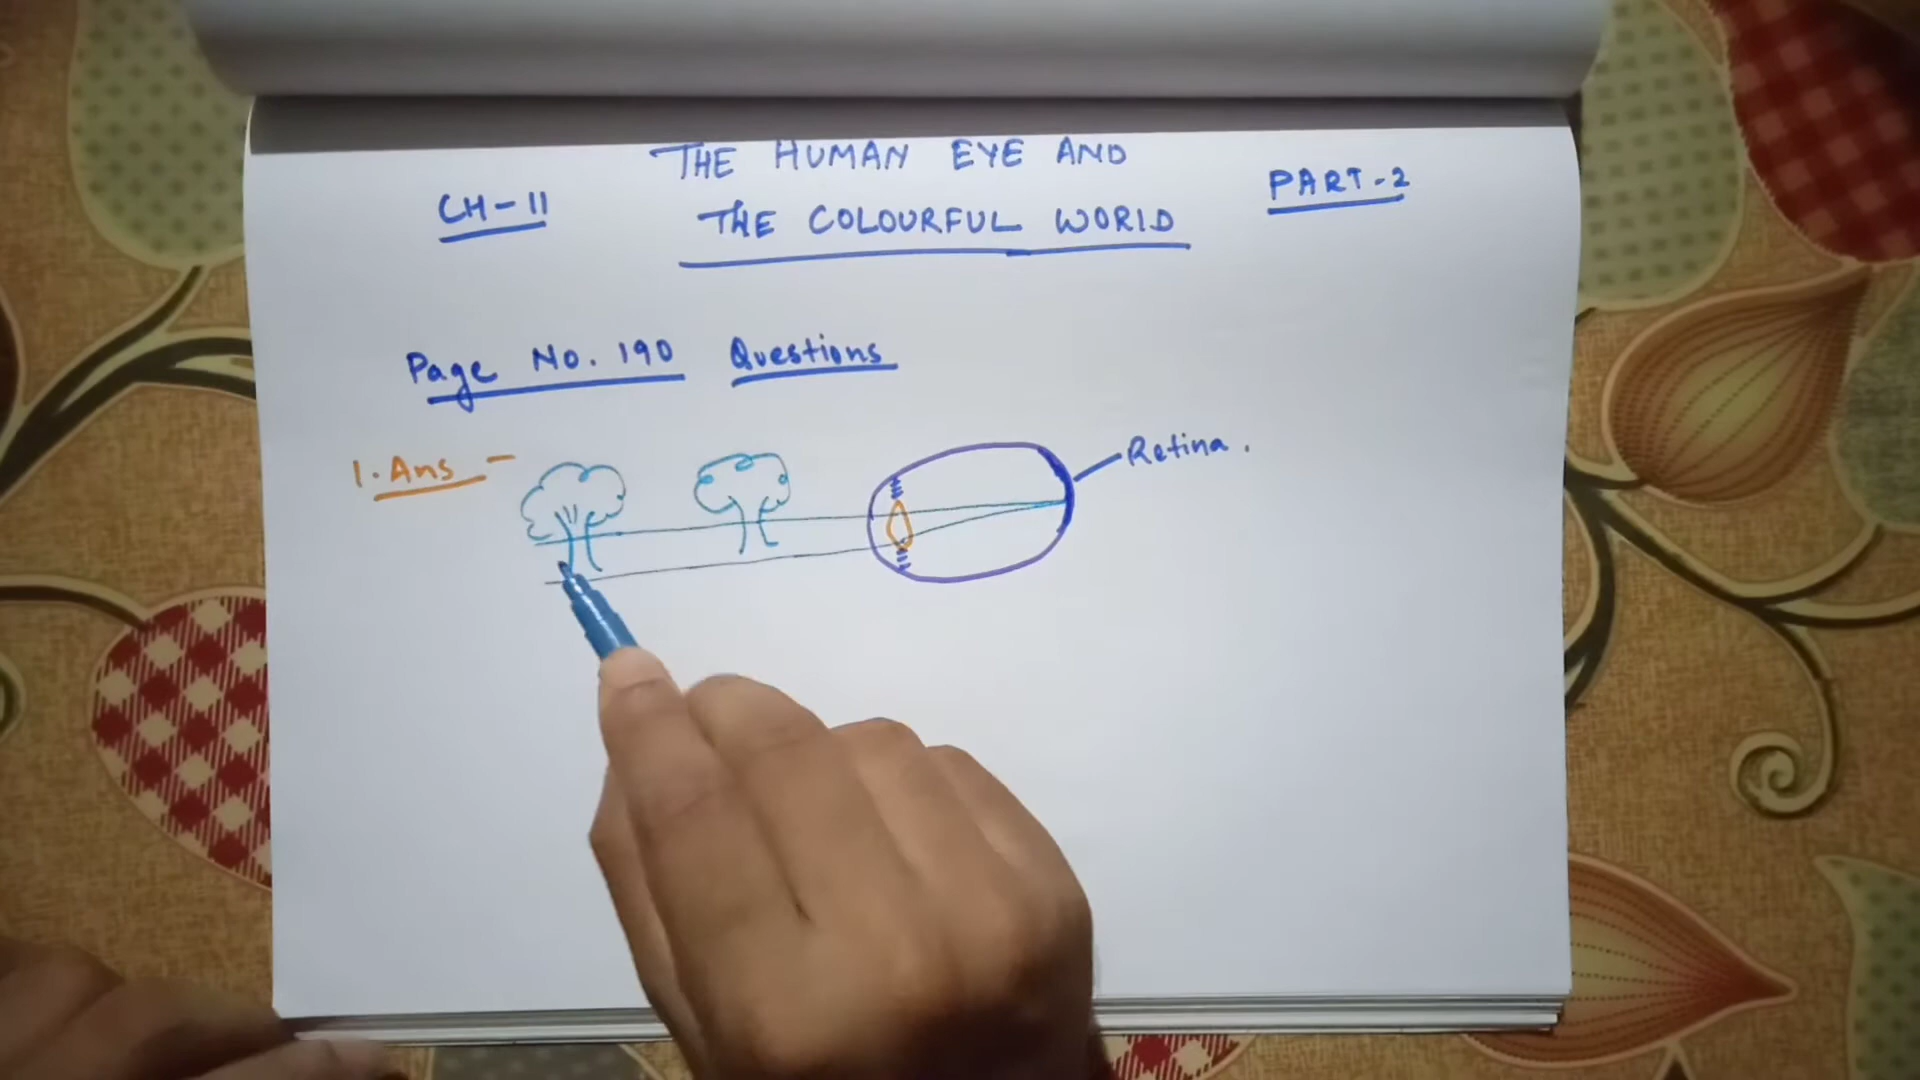 THE HUMAN EYE AND
CH-11
THE COLOURFUL WORLD
PART-2
Page No. 190 Questions
1. Ans -
Retina.